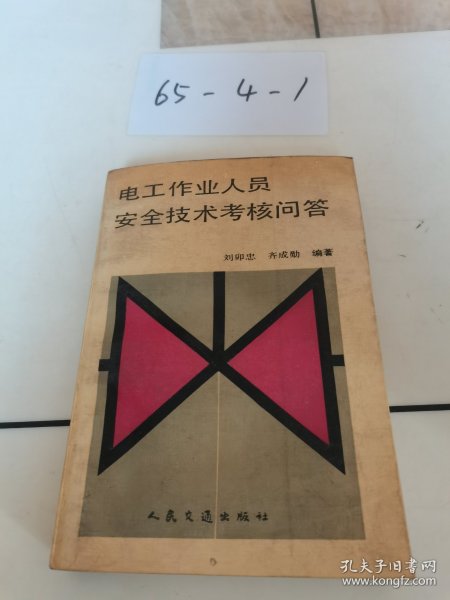 65-4-1
电工作业人员
安全技术考核问答
刘卯忠 齐成勋 编著
人民交通出版社
孔夫子旧书网
www.kongfz.com